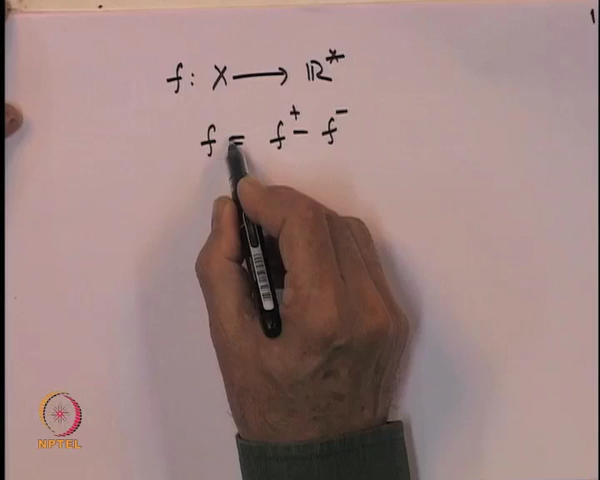 f: X ⟶ ℝ*
f = f⁺ - f⁻
NPTEL